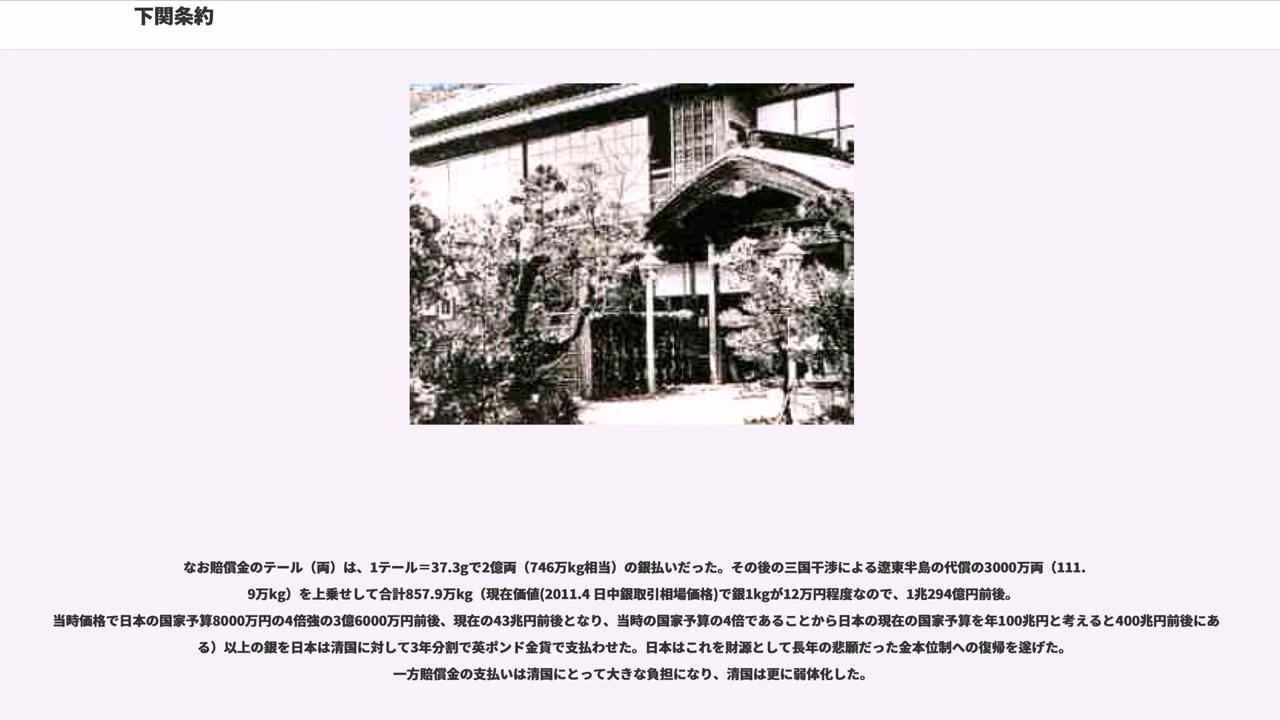 下関条約
なお賠償金のテール（両）は、1テール＝37.3gで2億両（746万kg相当）の銀払いだった。その後の三国干渉による遼東半島の代償の3000万両（111.
9万kg）を上乗せして合計857.9万kg（現在価値(2011.4 日中銀取引相場価格)で銀1kgが12万円程度なので、1兆294億円前後。
当時価格で日本の国家予算8000万円の4倍強の3億6000万円前後、現在の43兆円前後となり、当時の国家予算の4倍であることから日本の現在の国家予算を年100兆円と考えると400兆円前後にあ
る）以上の銀を日本は清国に対して3年分割で英ポンド金貨で支払わせた。日本はこれを財源として長年の悲願だった金本位制への復帰を遂げた。
一方賠償金の支払いは清国にとって大きな負担になり、清国は更に弱体化した。